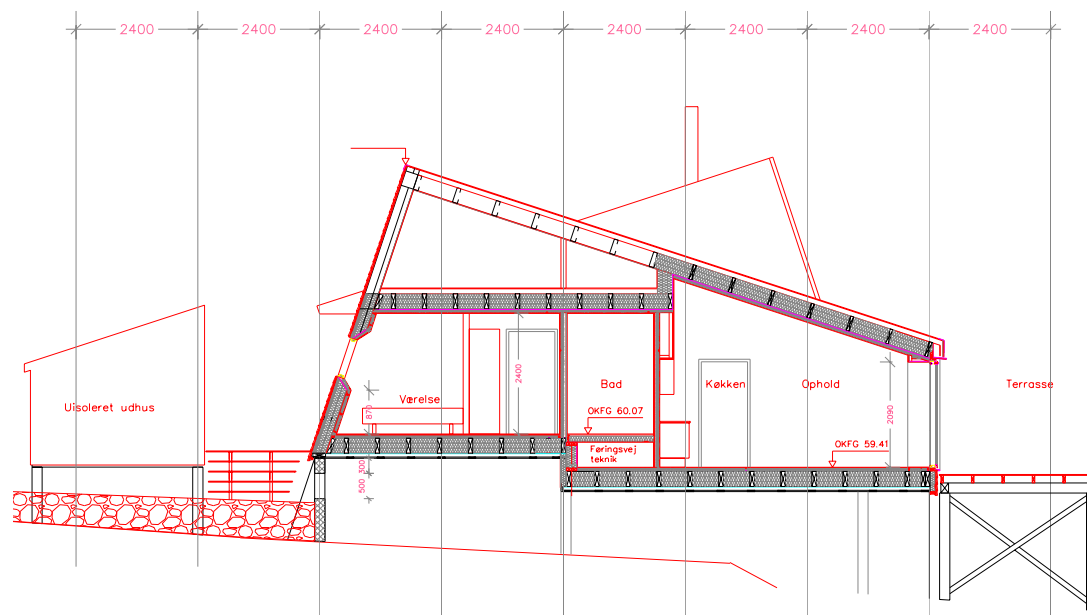 2400 2400 2400 2400 2400 2400 2400 2400
Uisoleret udhus
Værelse
870
2400
300
500
Bad
OKFG 60.07
Føringsvej
teknik
Køkken
Ophold
2090
OKFG 59.41
Terrasse